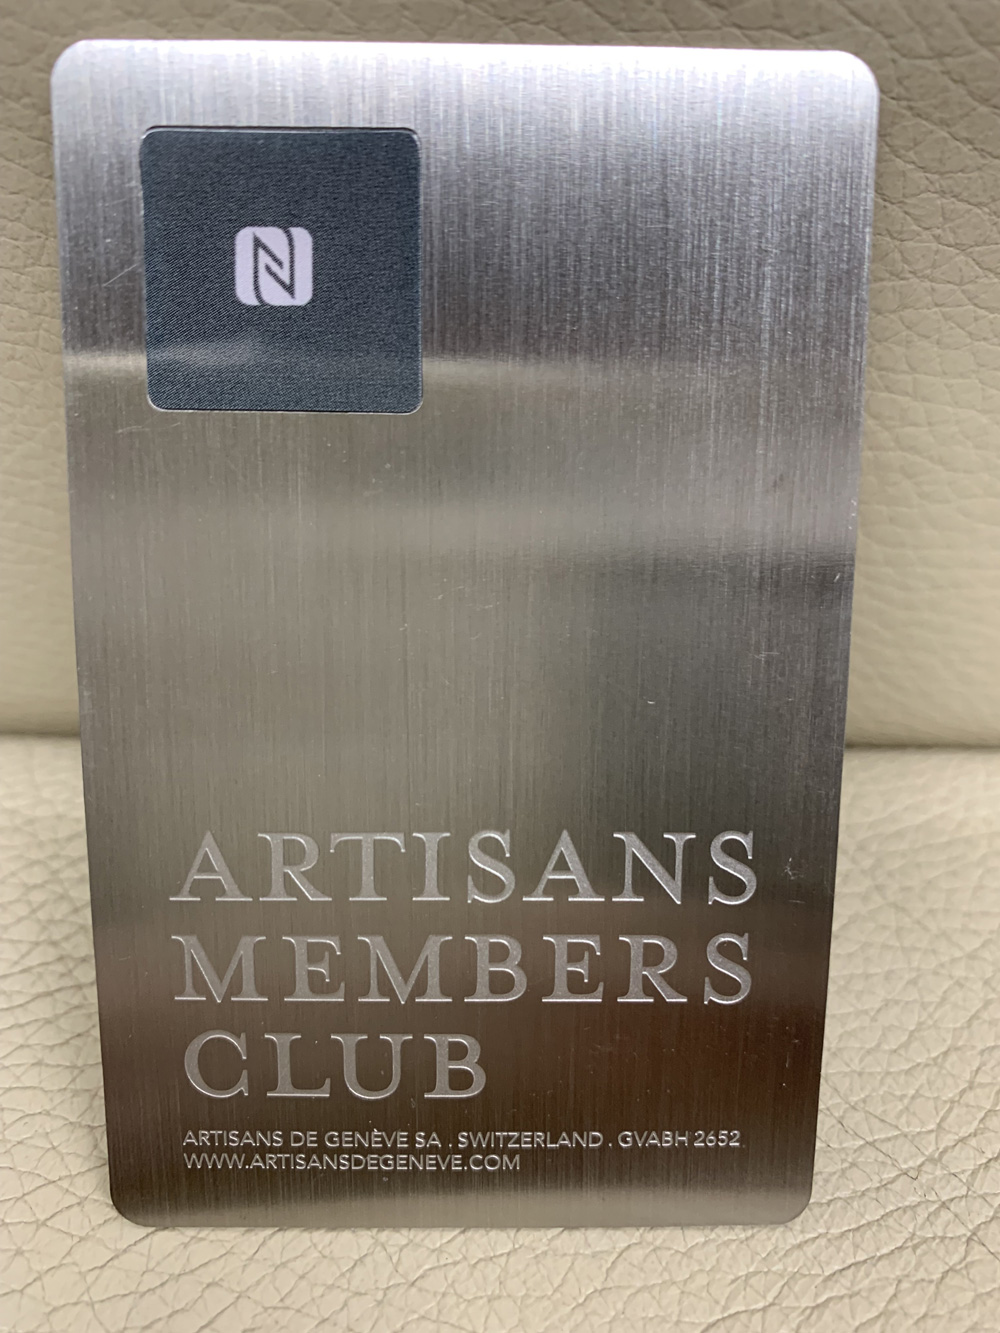 ARTISANS
MEMBERS
CLUB
ARTISANS DE GENÈVE SA . SWITZERLAND . GVABH 2652
WWW.ARTISANSDEGENEVE.COM